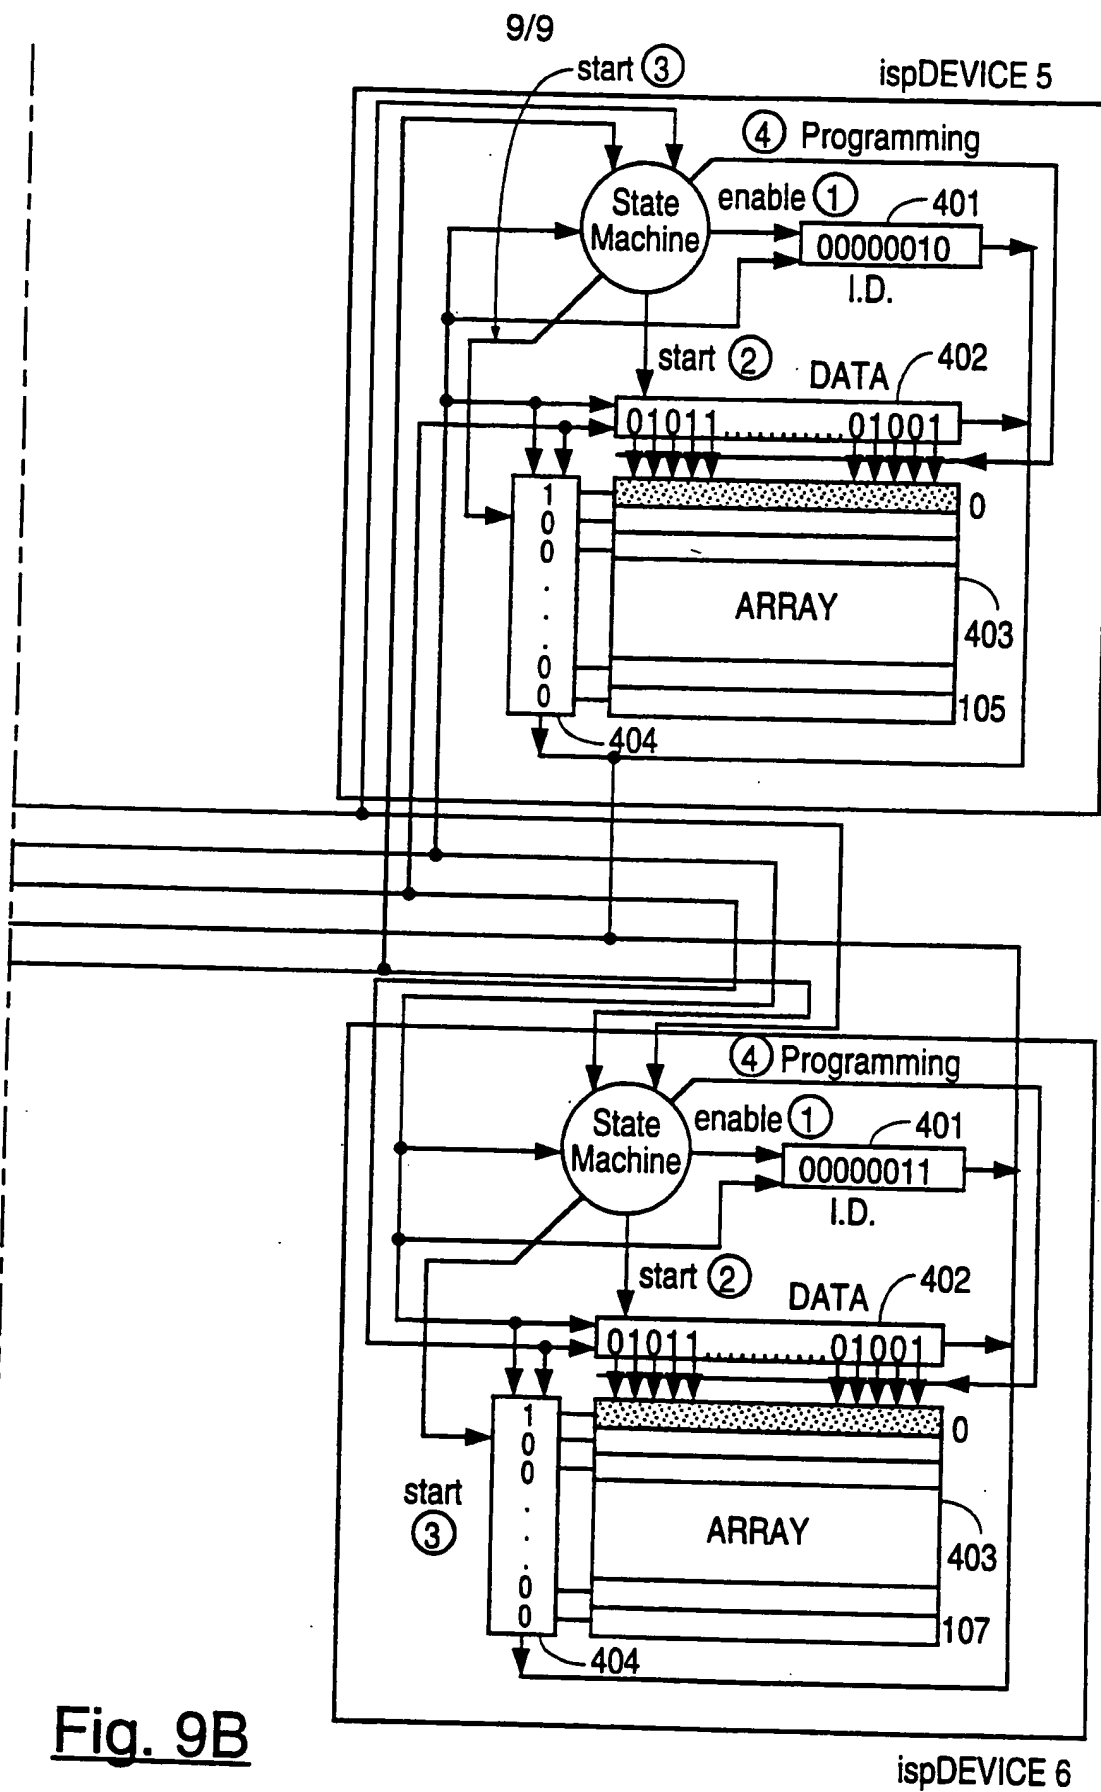 9/9
start ③
ispDEVICE 5
④ Programming
State
Machine
enable ①
401
00000010
I.D.
start ②
DATA
402
01011..............01001
1
0
0
.
.
.
0
0
0
ARRAY
403
105
404
④ Programming
State
Machine
enable ①
401
00000011
I.D.
start ②
DATA
402
01011..............01001
1
0
0
.
.
.
0
0
0
start
③
ARRAY
403
107
404
Fig. 9B
ispDEVICE 6